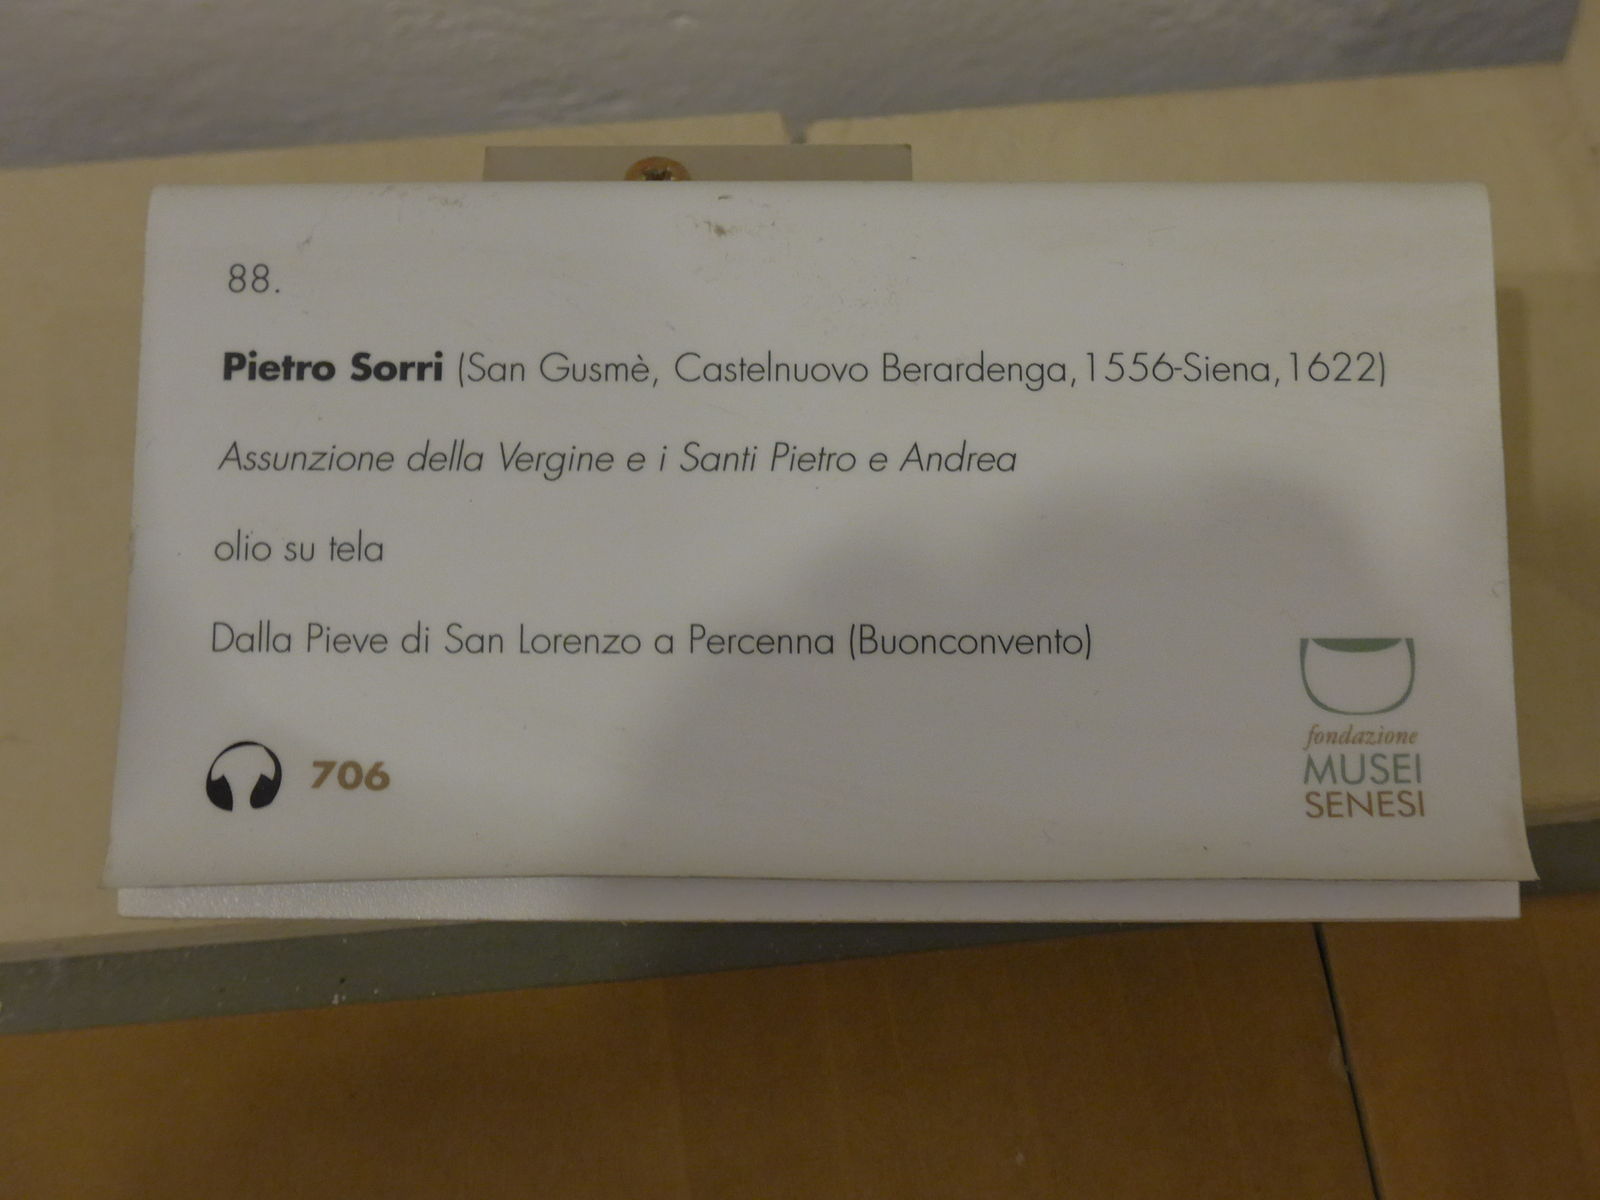 88.
Pietro Sorri (San Gusmè, Castelnuovo Berardenga, 1556-Siena, 1622)
Assunzione della Vergine e i Santi Pietro e Andrea
olio su tela
Dalla Pieve di San Lorenzo a Percenna (Buonconvento)
706
fondazione
MUSEI
SENESI